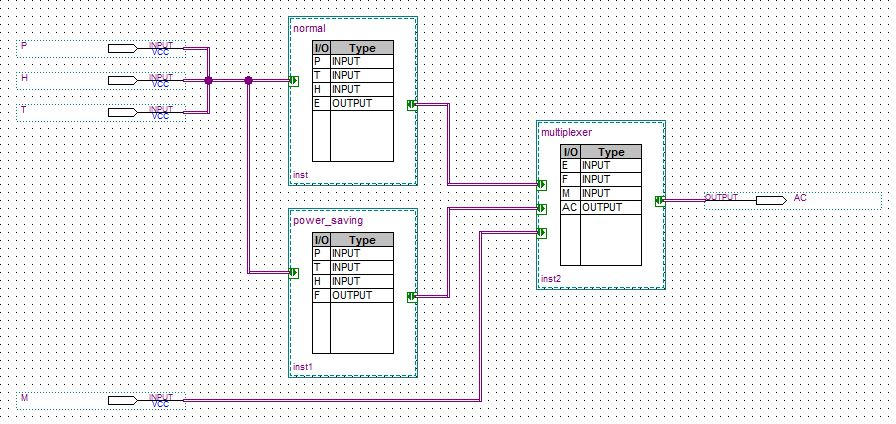 P INPUT VCC
H INPUT VCC
T INPUT VCC
normal
I/O Type
P INPUT
T INPUT
H INPUT
E OUTPUT
inst
power_saving
I/O Type
P INPUT
T INPUT
H INPUT
F OUTPUT
inst1
multiplexer
I/O Type
E INPUT
F INPUT
M INPUT
AC OUTPUT
inst2
OUTPUT AC
M INPUT VCC